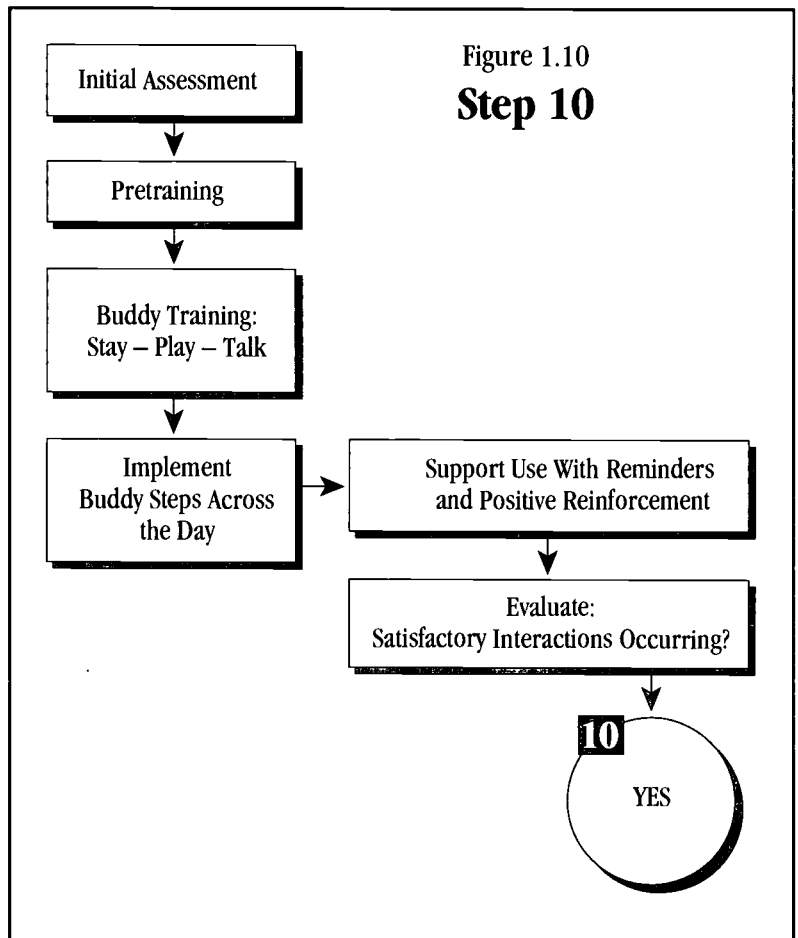 Figure 1.10
Step 10
Initial Assessment
Pretraining
Buddy Training:
Stay – Play – Talk
Implement
Buddy Steps Across
the Day
Support Use With Reminders
and Positive Reinforcement
Evaluate:
Satisfactory Interactions Occurring?
10
YES